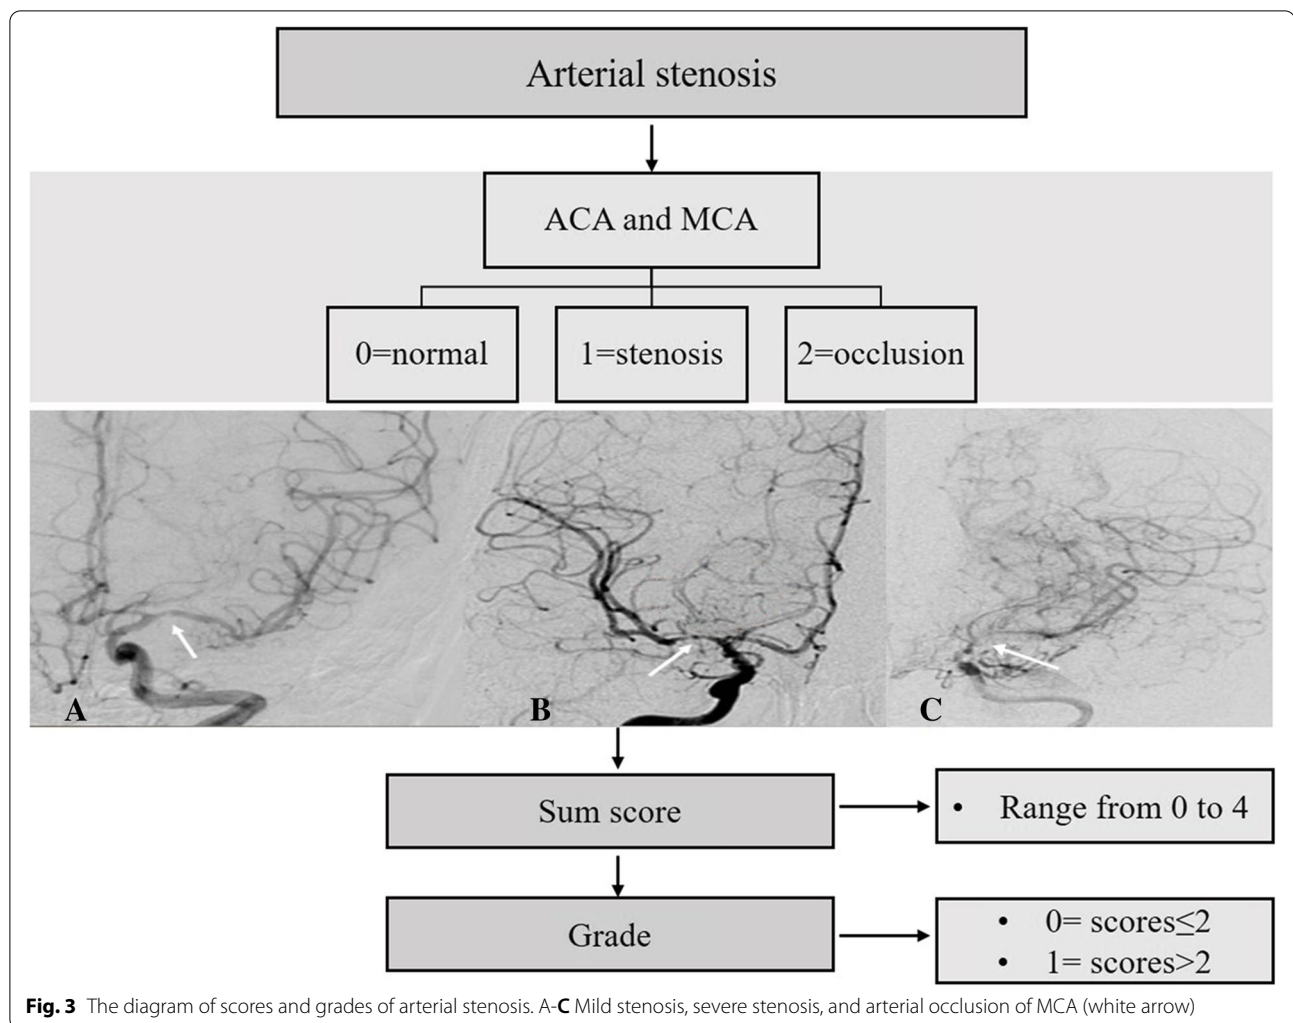 Arterial stenosis
ACA and MCA
0=normal
1=stenosis
2=occlusion
A
B
C
Sum score
• Range from 0 to 4
Grade
• 0= scores≤2
• 1= scores>2
Fig. 3 The diagram of scores and grades of arterial stenosis. A-C Mild stenosis, severe stenosis, and arterial occlusion of MCA (white arrow)